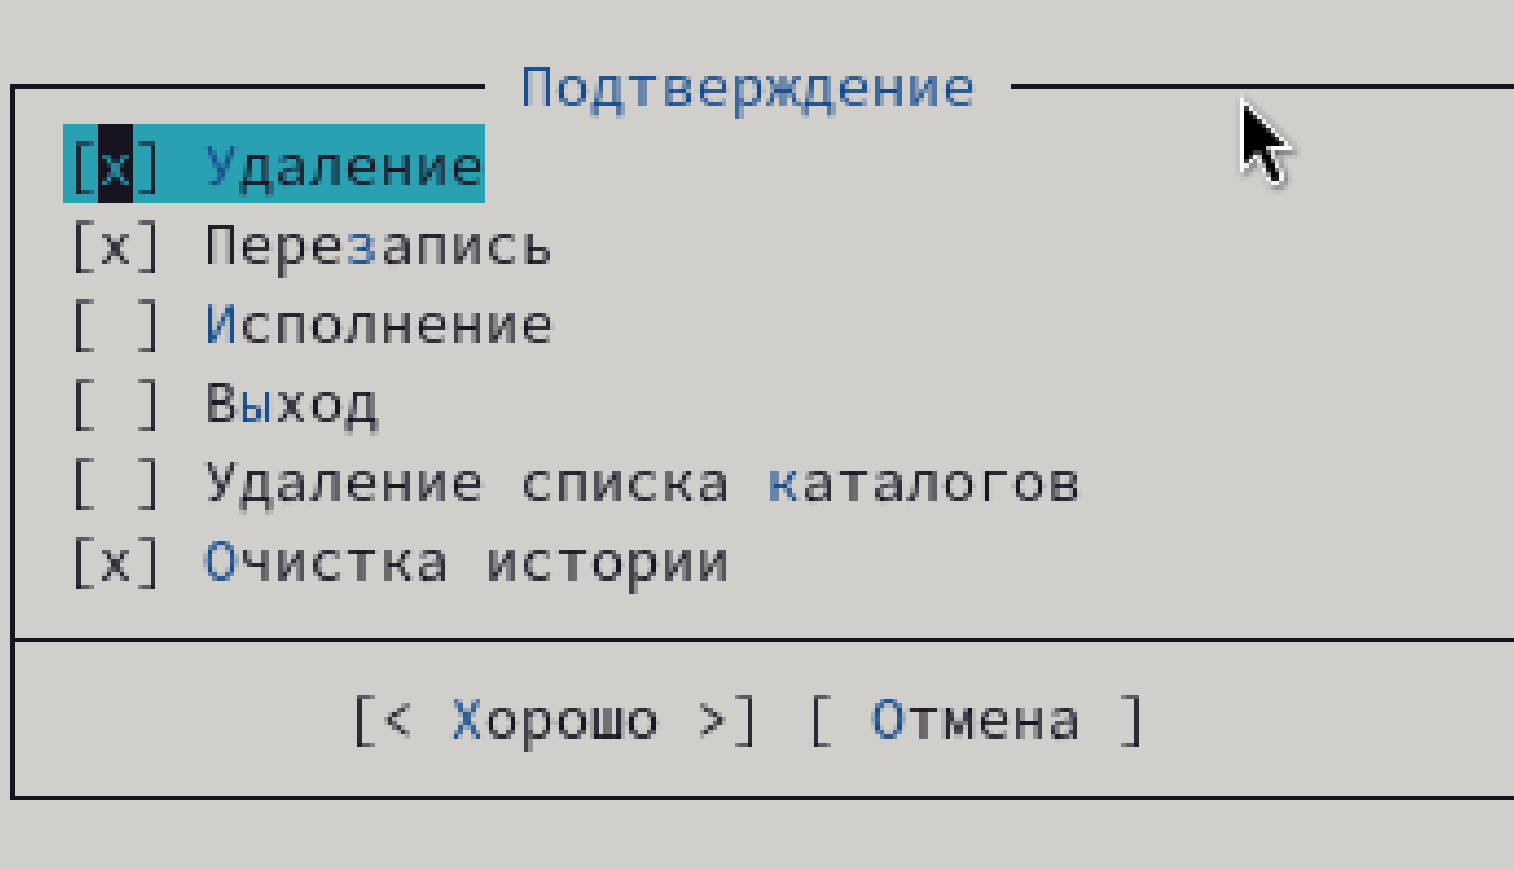 Подтверждение
[x] Удаление
[x] Перезапись
[ ] Исполнение
[ ] Выход
[ ] Удаление списка каталогов
[x] Очистка истории
[< Хорошо >] [ Отмена ]